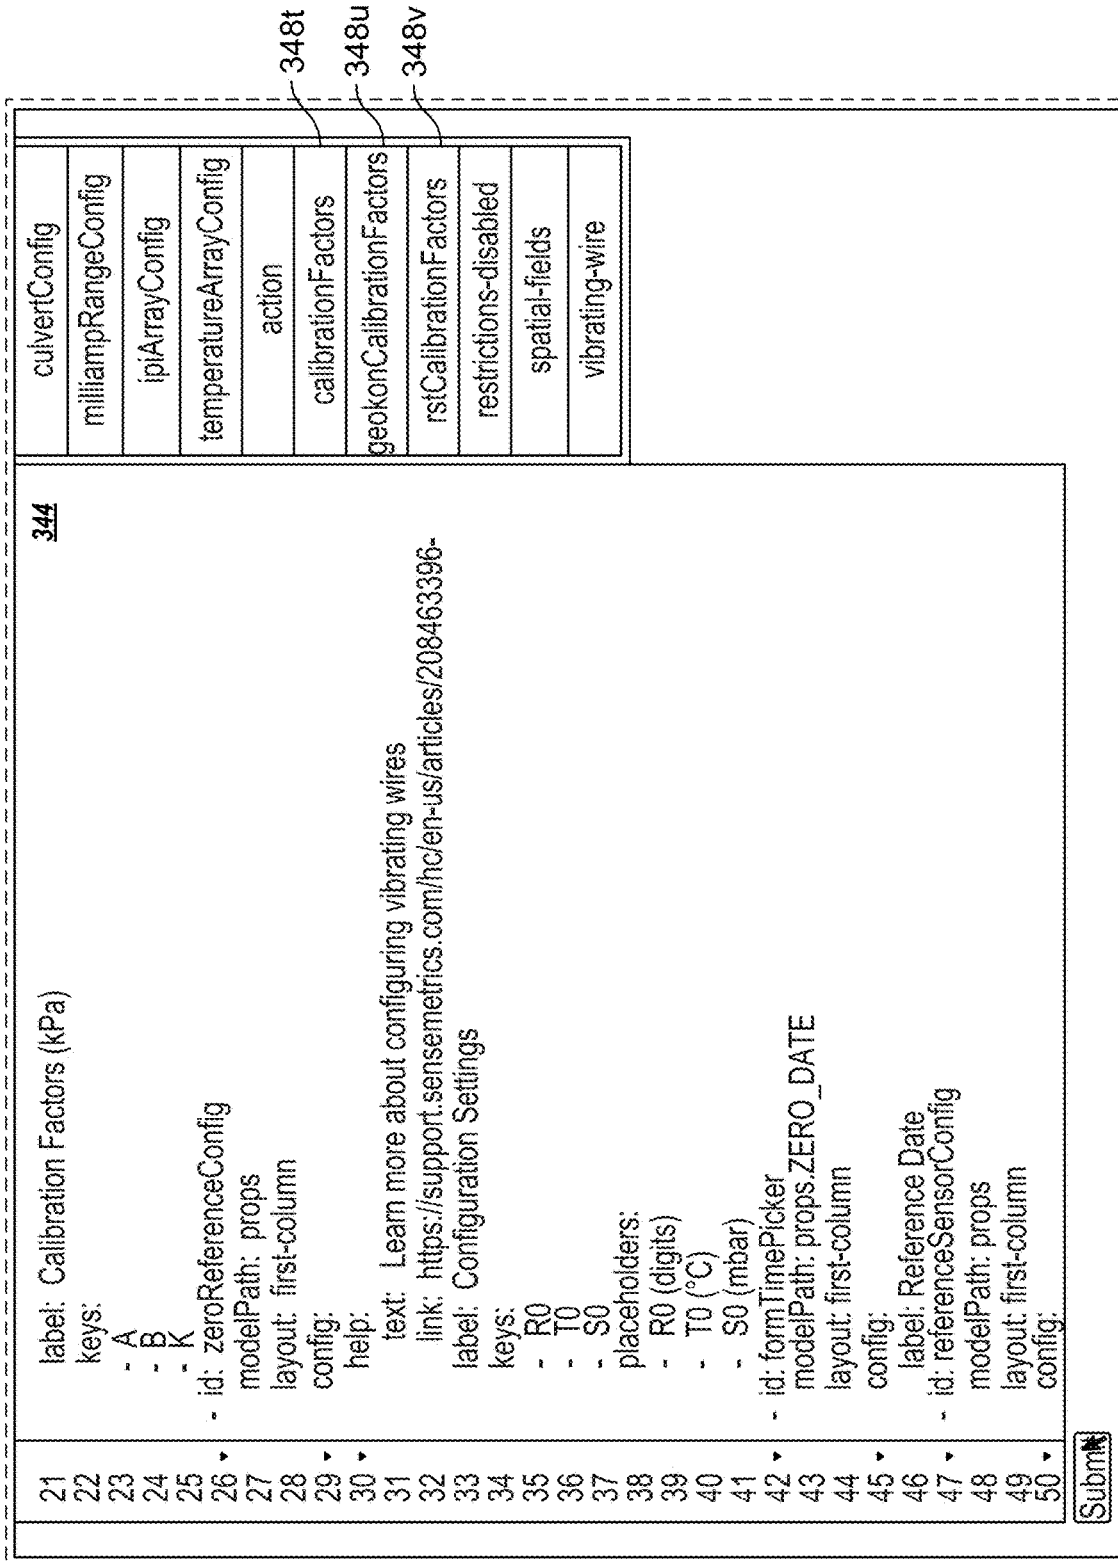 344
21 label: Calibration Factors (kPa)
22 keys:
23 - A
24 - B
25 - K
26 - id: zeroReferenceConfig
27 modelPath: props
28 layout: first-column
29 config:
30 help:
31 text: Learn more about configuring vibrating wires
32 link: https://support.sensemetrics.com/hc/en-us/articles/208463396-
33 label: Configuration Settings
34 keys:
35 - R0
36 - T0
37 - S0
38 placeholders:
39 - R0 (digits)
40 - T0 (°C)
41 - S0 (mbar)
42 - id: formTimePicker
43 modelPath: props.ZERO_DATE
44 layout: first-column
45 config:
46 label: Reference Date
47 - id: referenceSensorConfig
48 modelPath: props
49 layout: first-column
50 config:
Submit
culvertConfig
milliampRangeConfig
ipiArrayConfig
temperatureArrayConfig
action
calibrationFactors
geokonCalibrationFactors
rstCalibrationFactors
restrictions-disabled
spatial-fields
vibrating-wire
348t
348u
348v